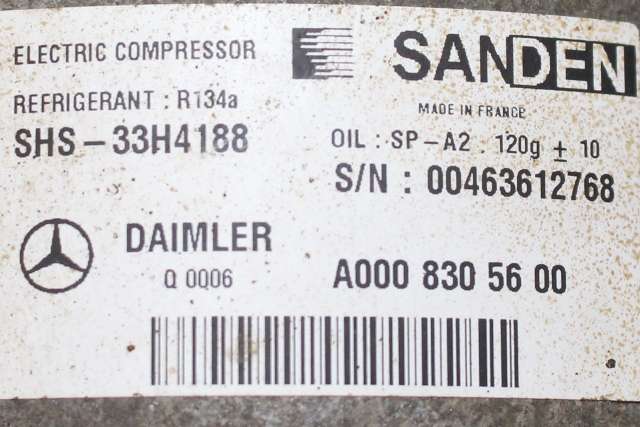 ELECTRIC COMPRESSOR
SANDEN
REFRIGERANT : R134a
MADE IN FRANCE
SHS-33H4188
OIL : SP-A2 . 120g ± 10
S/N : 00463612768
DAIMLER
Q 0Q06
A000 830 56 00